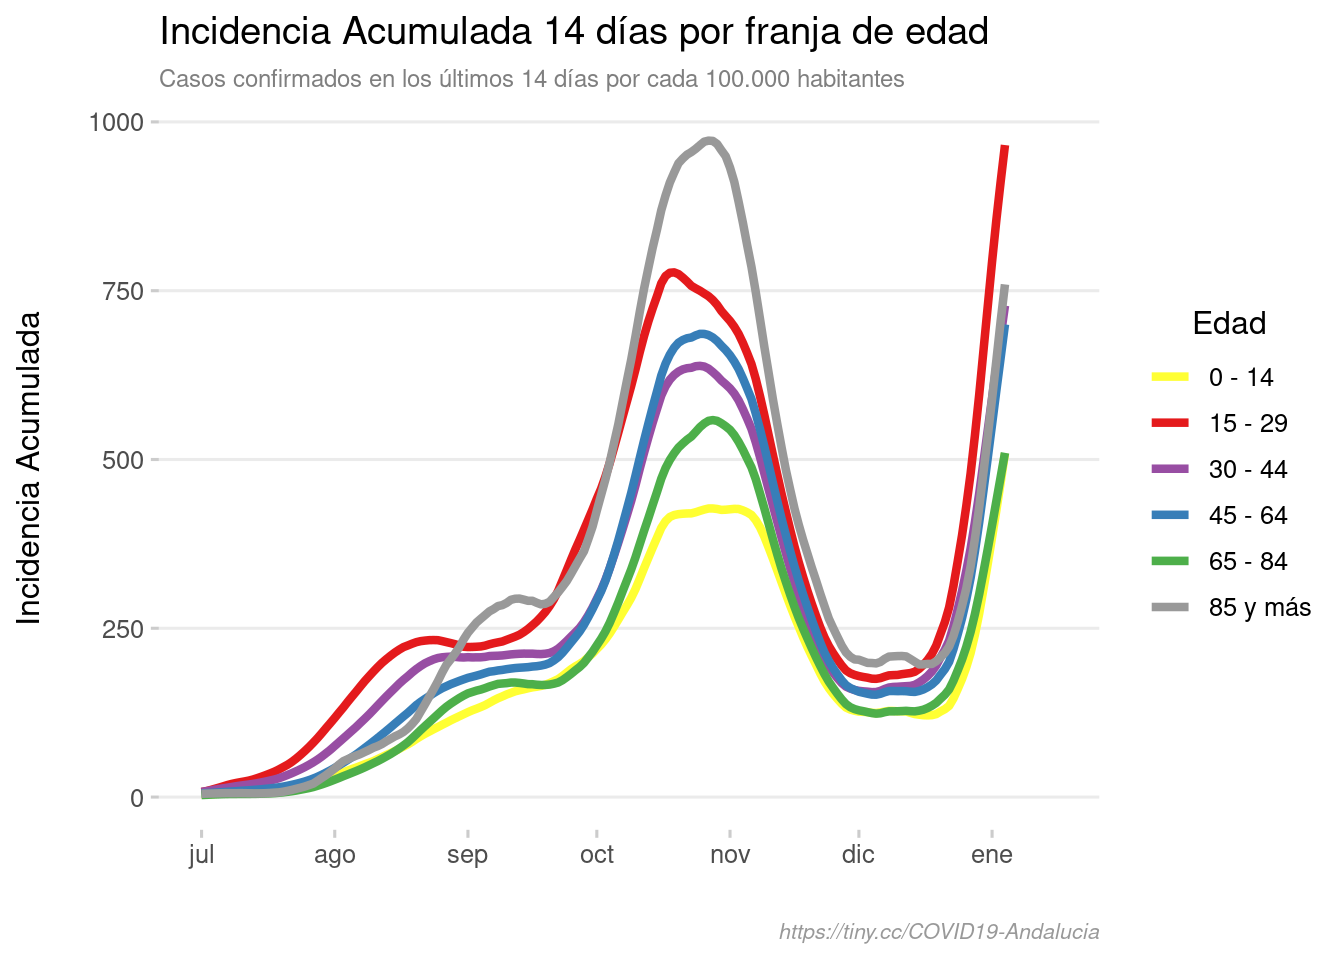 Incidencia Acumulada 14 días por franja de edad
Casos confirmados en los últimos 14 días por cada 100.000 habitantes
Incidencia Acumulada
1000
750
500
250
0
jul ago sep oct nov dic ene
Edad
0 - 14
15 - 29
30 - 44
45 - 64
65 - 84
85 y más
https://tiny.cc/COVID19-Andalucia